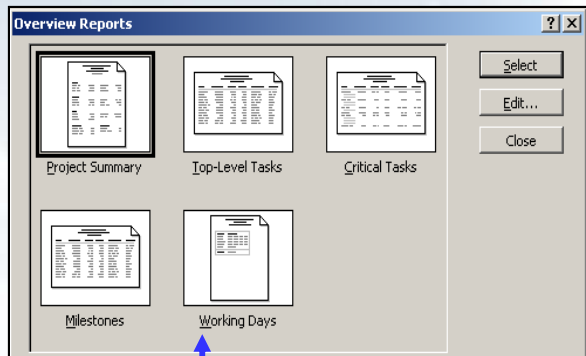 Overview Reports
Select
Edit...
Close
Project Summary
Top-Level Tasks
Critical Tasks
Milestones
Working Days